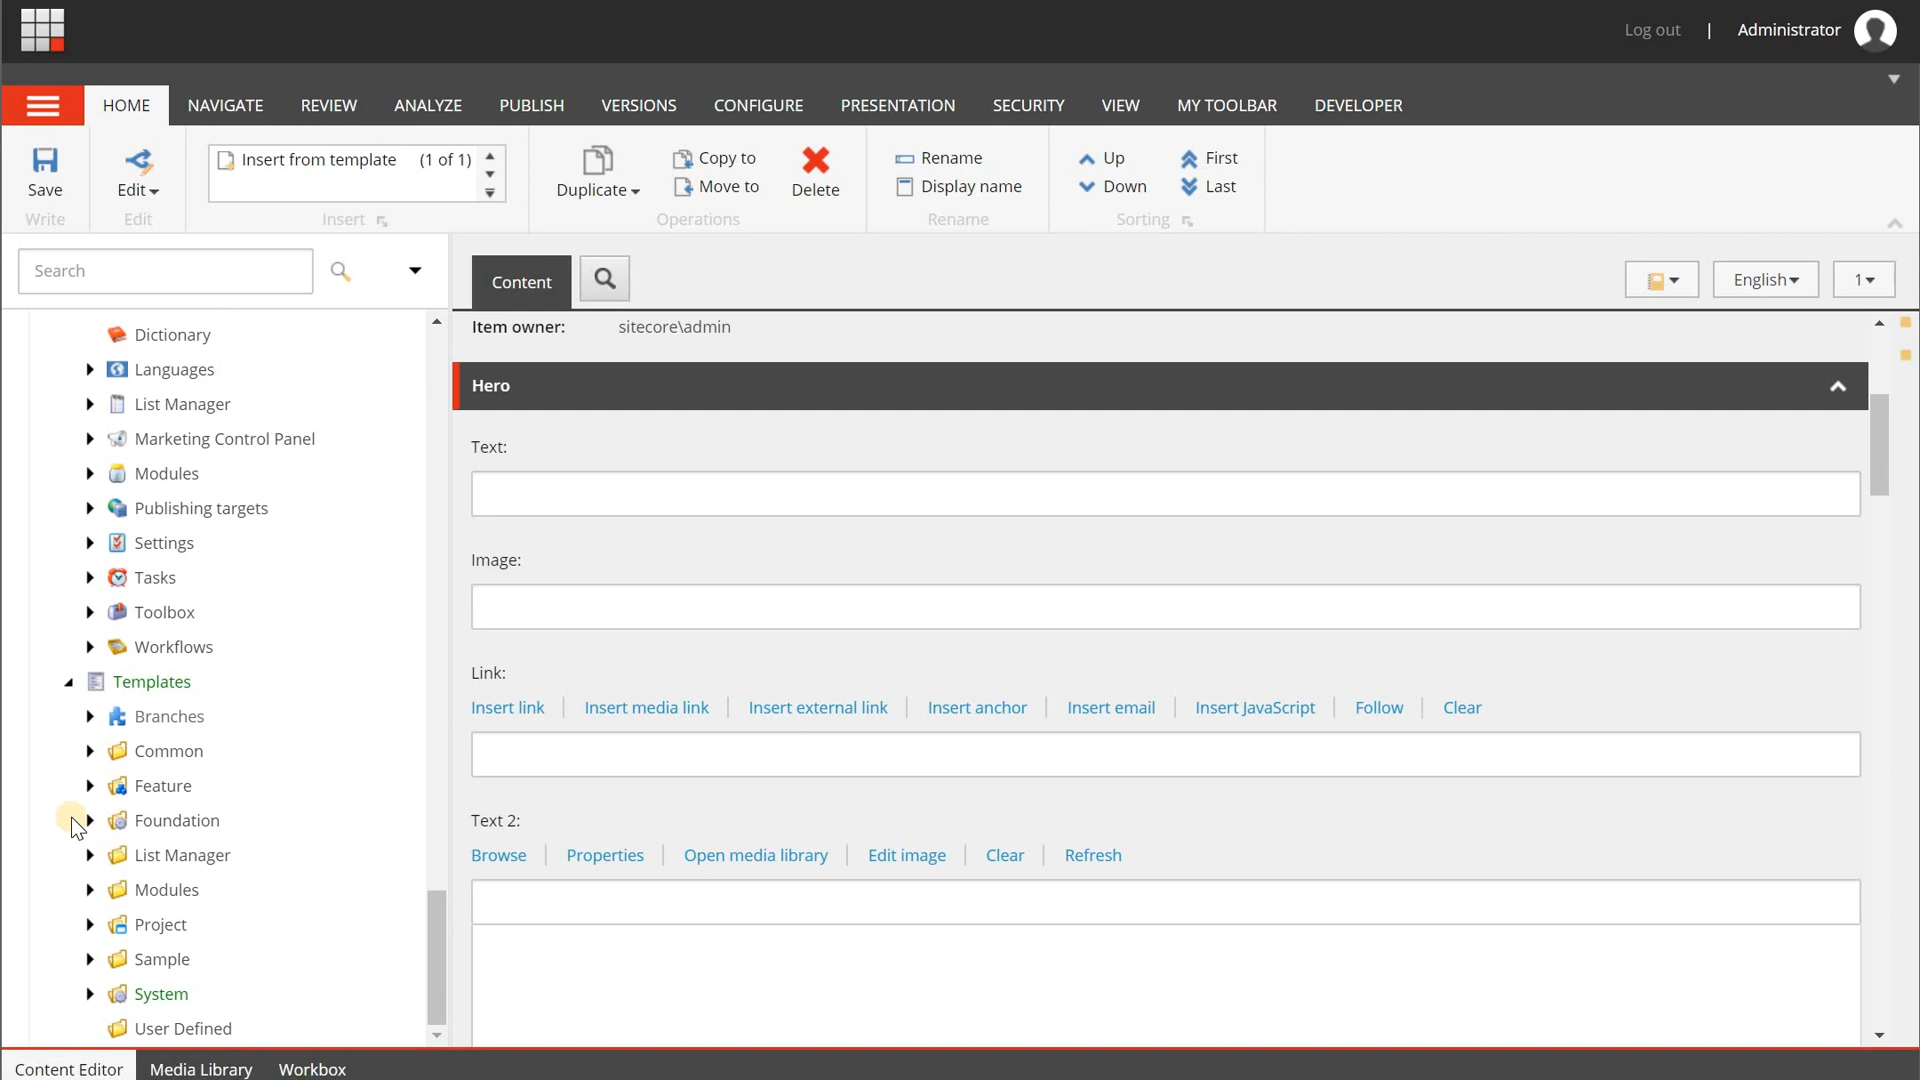 Log out | Administrator
HOME NAVIGATE REVIEW ANALYZE PUBLISH VERSIONS CONFIGURE PRESENTATION SECURITY VIEW MY TOOLBAR DEVELOPER
Insert from template (1 of 1)
Copy to
Rename
Up
First
Save
Edit
Duplicate
Move to
Delete
Display name
Down
Last
Write
Edit
Insert
Operations
Rename
Sorting
Search
Content
English
1
Dictionary
Languages
List Manager
Marketing Control Panel
Modules
Publishing targets
Settings
Tasks
Toolbox
Workflows
Templates
Branches
Common
Feature
Foundation
List Manager
Modules
Project
Sample
System
User Defined
Item owner: sitecore\admin
Hero
Text:
Image:
Link:
Insert link Insert media link Insert external link Insert anchor Insert email Insert JavaScript Follow Clear
Text 2:
Browse Properties Open media library Edit image Clear Refresh
Content Editor Media Library Workbox